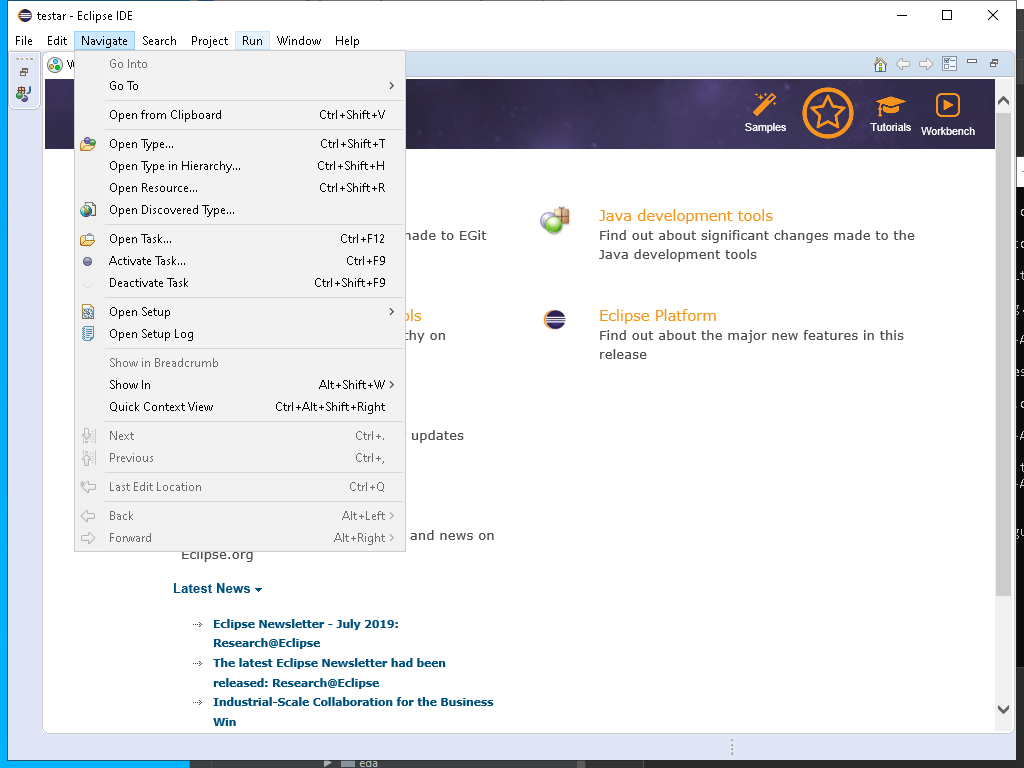 testar - Eclipse IDE
File Edit Navigate Search Project Run Window Help
Go Into
Go To
Open from Clipboard Ctrl+Shift+V
Open Type... Ctrl+Shift+T
Open Type in Hierarchy... Ctrl+Shift+H
Open Resource... Ctrl+Shift+R
Open Discovered Type...
Open Task... Ctrl+F12
Activate Task... Ctrl+F9
Deactivate Task Ctrl+Shift+F9
Open Setup
Open Setup Log
Show in Breadcrumb
Show In Alt+Shift+W
Quick Context View Ctrl+Alt+Shift+Right
Next Ctrl+.
Previous Ctrl+,
Last Edit Location Ctrl+Q
Back Alt+Left
Forward Alt+Right
Samples
Tutorials
Workbench
made to EGit
Java development tools
Find out about significant changes made to the
Java development tools
Eclipse Platform
Find out about the major new features in this
release
updates
and news on
Eclipse.org
Latest News
Eclipse Newsletter - July 2019:
Research@Eclipse
The latest Eclipse Newsletter had been
released: Research@Eclipse
Industrial-Scale Collaboration for the Business
Win
eda